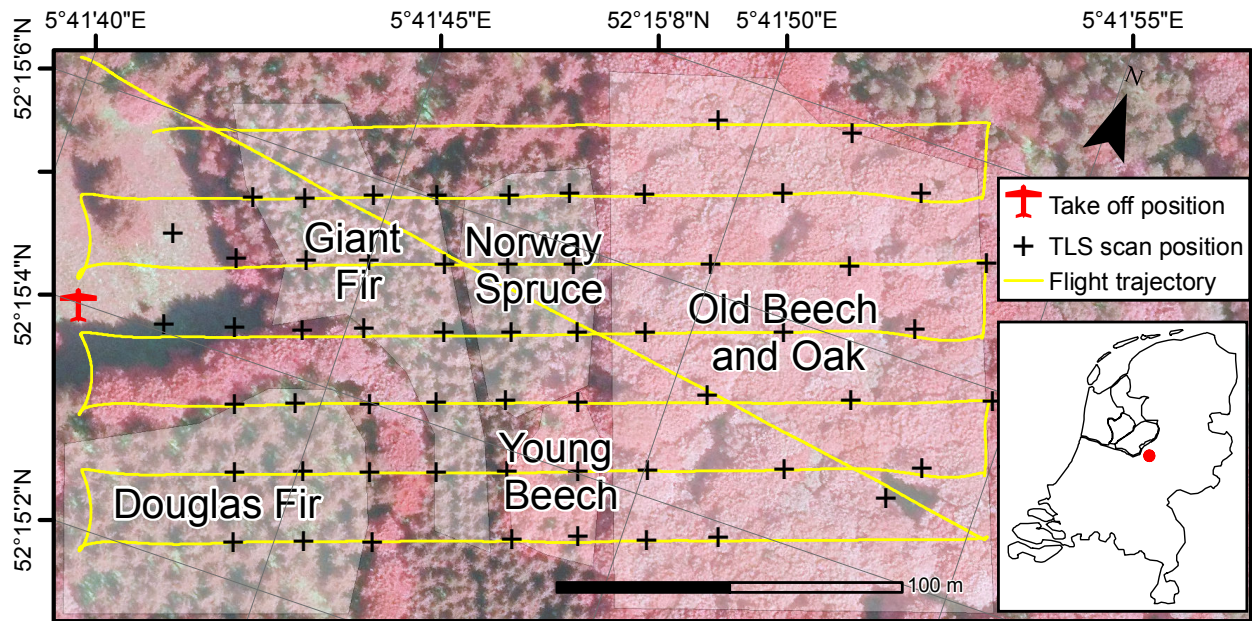 5°41'40"E
5°41'45"E
52°15'8"N
5°41'50"E
5°41'55"E
52°15'6"N
52°15'4"N
52°15'2"N
N
Giant
Fir
Norway
Spruce
Old Beech
and Oak
Young
Beech
Douglas Fir
Take off position
TLS scan position
Flight trajectory
100 m